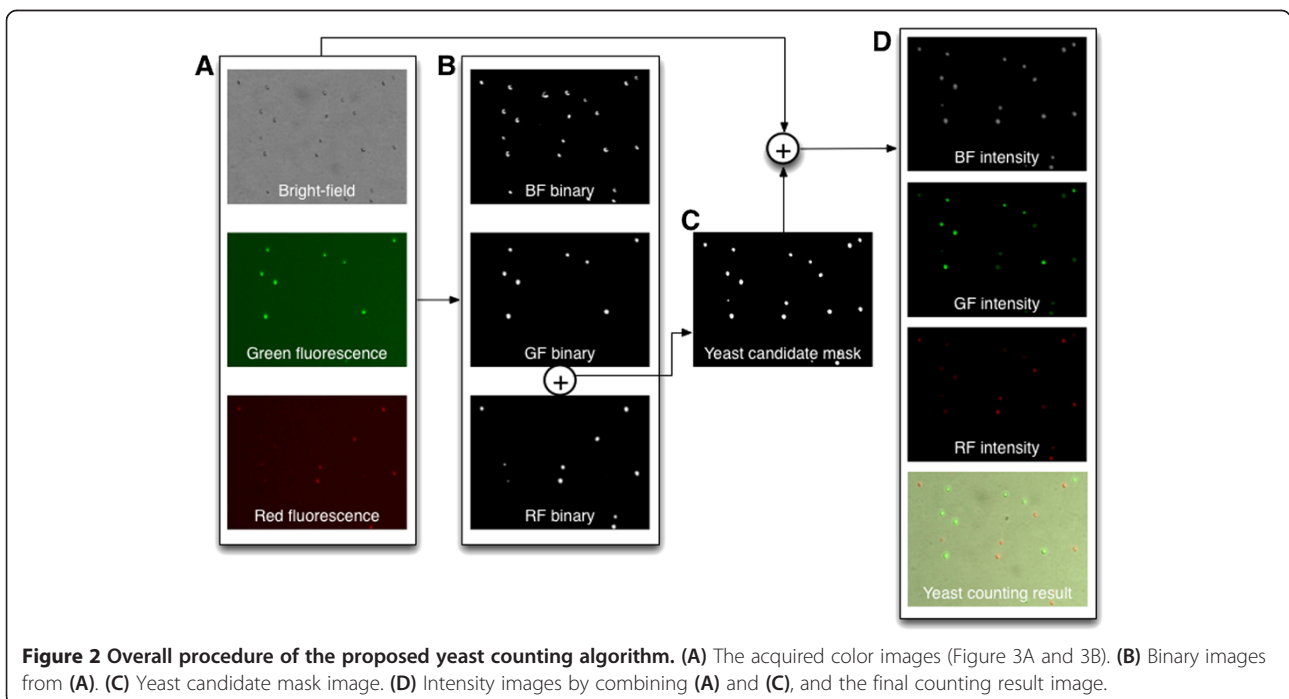 A
Bright-field
Green fluorescence
Red fluorescence
B
BF binary
GF binary
+
RF binary
C
Yeast candidate mask
+
D
BF intensity
GF intensity
RF intensity
Yeast counting result
Figure 2 Overall procedure of the proposed yeast counting algorithm. (A) The acquired color images (Figure 3A and 3B). (B) Binary images
from (A). (C) Yeast candidate mask image. (D) Intensity images by combining (A) and (C), and the final counting result image.